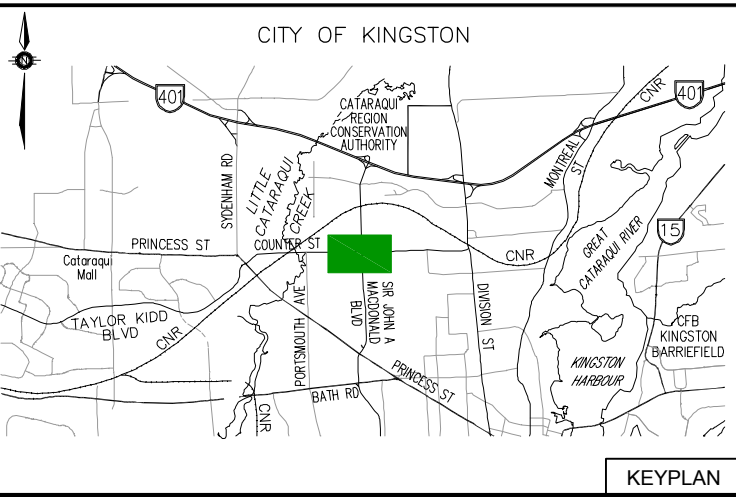 CITY OF KINGSTON
N
401
CNR
401
CATARAQUI
REGION
CONSERVATION
AUTHORITY
SYDENHAM RD
LITTLE
CATARAQUI
CREEK
MONTREAL
ST
PRINCESS ST
COUNTER ST
CNR
GREAT
CATARAQUI RIVER
15
Cataraqui
Mall
TAYLOR KIDD
BLVD
CNR
PORTSMOUTH AVE
SIR JOHN A
MACDONALD
BLVD
DIVISION ST
CFB
KINGSTON
BARRIEFIELD
KINGSTON
HARBOUR
PRINCESS ST
BATH RD
CNR
KEYPLAN